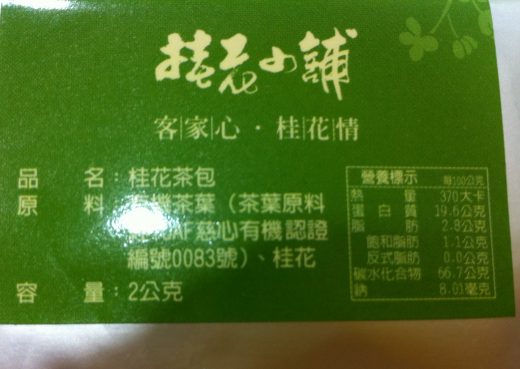 桂花小舖
客家心・桂花情
品 名：桂花茶包
原 料：有機茶葉（茶葉原料
AF慈心有機認證
編號0083號）、桂花
容 量：2公克
營養標示 每100公克
熱 量 370大卡
蛋 白 質 19.6公克
脂 肪 2.8公克
飽和脂肪 1.1公克
反式脂肪 0.0公克
碳水化合物 66.7公克
鈉 8.01毫克